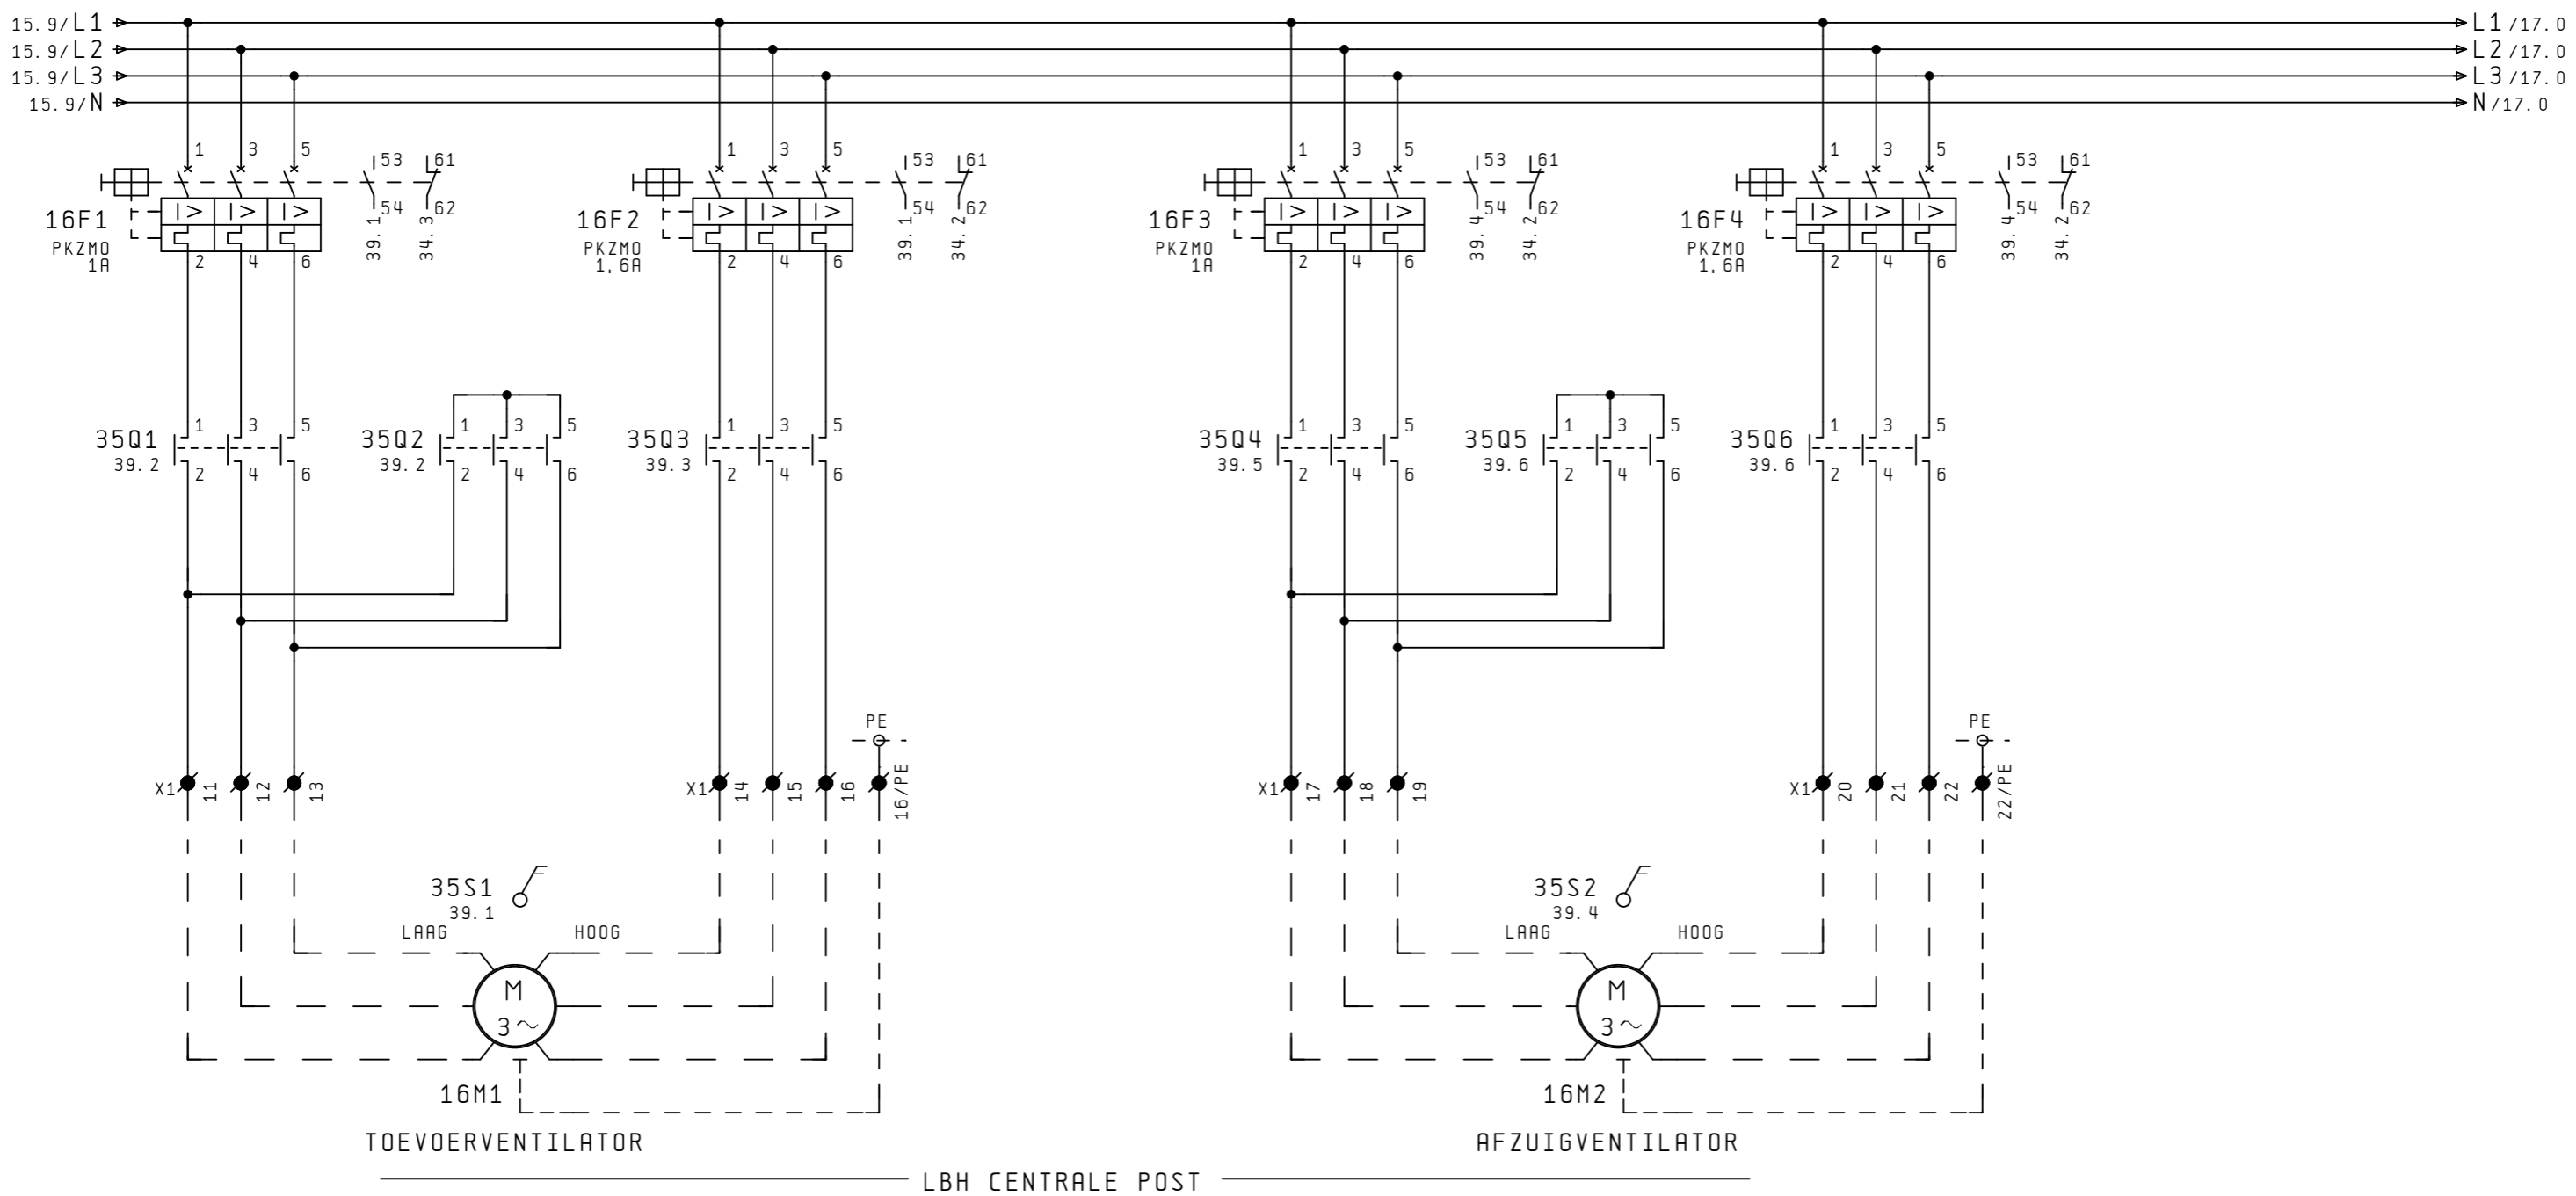 15.9/L1 L1/17.0
15.9/L2 L2/17.0
15.9/L3 L3/17.0
15.9/N N/17.0
1 3 5 53 61 1 3 5 53 61 1 3 5 53 61 1 3 5 53 61
54 62 54 62 54 62 54 62
16F1 39.1 34.3 16F2 39.1 34.2 16F3 39.4 34.2 16F4 39.4 34.2
PKZMO PKZMO PKZMO PKZMO
1A 1,6A 1A 1,6A
I> I> I> I> I> I> I> I> I> I> I> I>
2 4 6 2 4 6 2 4 6 2 4 6
1 3 5 1 3 5 1 3 5 1 3 5 1 3 5 1 3 5
35Q1 35Q2 35Q3 35Q4 35Q5 35Q6
39.2 39.2 39.3 39.5 39.6 39.6
2 4 6 2 4 6 2 4 6 2 4 6 2 4 6 2 4 6
PE PE
X1 11 12 13 X1 14 15 16 16/PE X1 17 18 19 X1 20 21 22 22/PE
35S1 35S2
39.1 39.4
LAAG HOOG LAAG HOOG
M M
3~ 3~
16M1 16M2
TOEVOERVENTILATOR AFZUIGVENTILATOR
LBH CENTRALE POST